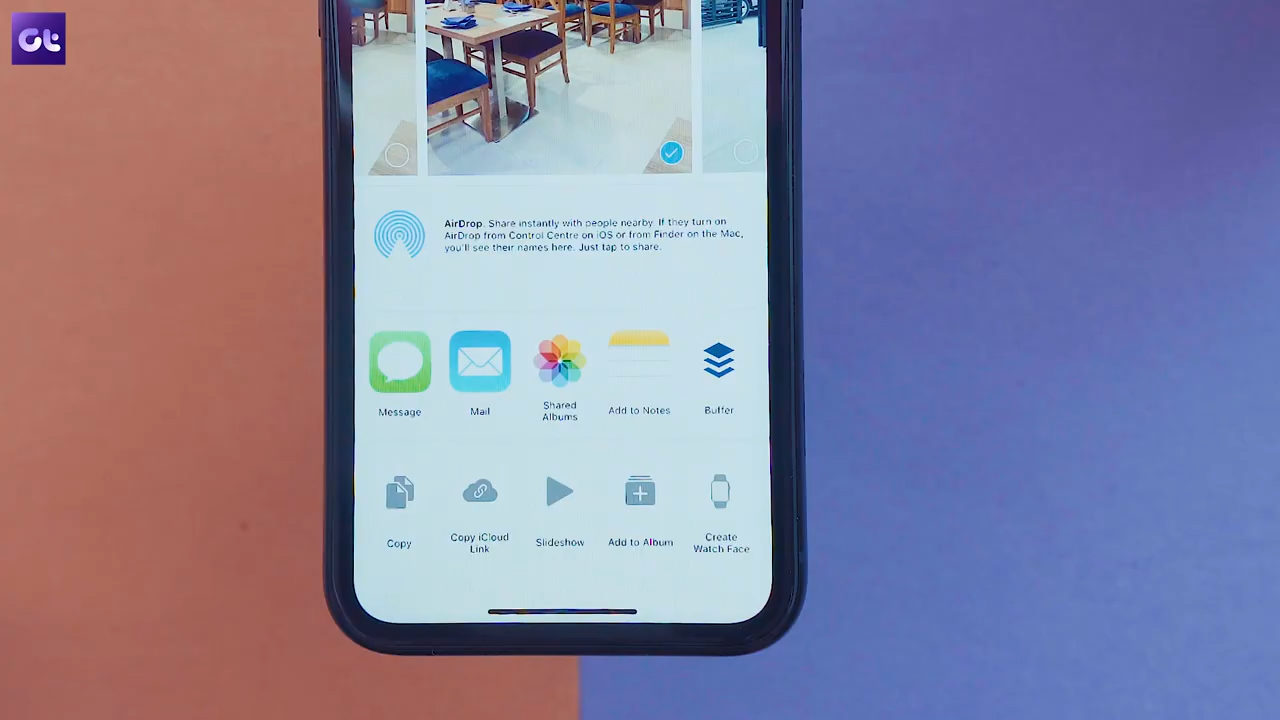 Gt
AirDrop. Share instantly with people nearby. If they turn on
AirDrop from Control Centre on iOS or from Finder on the Mac,
you'll see their names here. Just tap to share.
Message
Mail
Shared
Albums
Add to Notes
Buffer
Copy
Copy iCloud
Link
Slideshow
Add to Album
Create
Watch Face